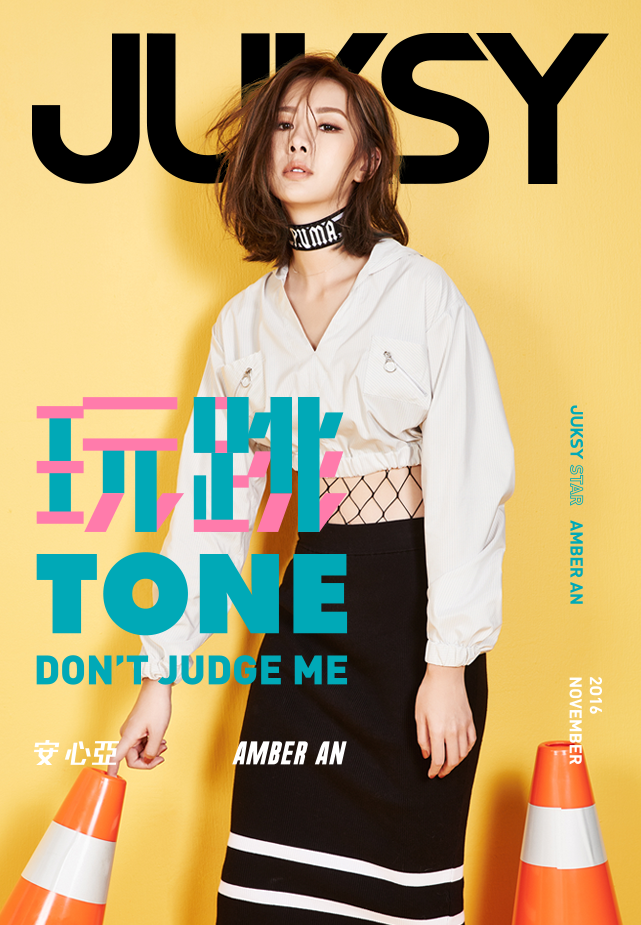 JUKSY
PUMA
玩跳
TONE
DON'T JUDGE ME
安心亞 AMBER AN
JUKSY STAR AMBER AN
2016
NOVEMBER